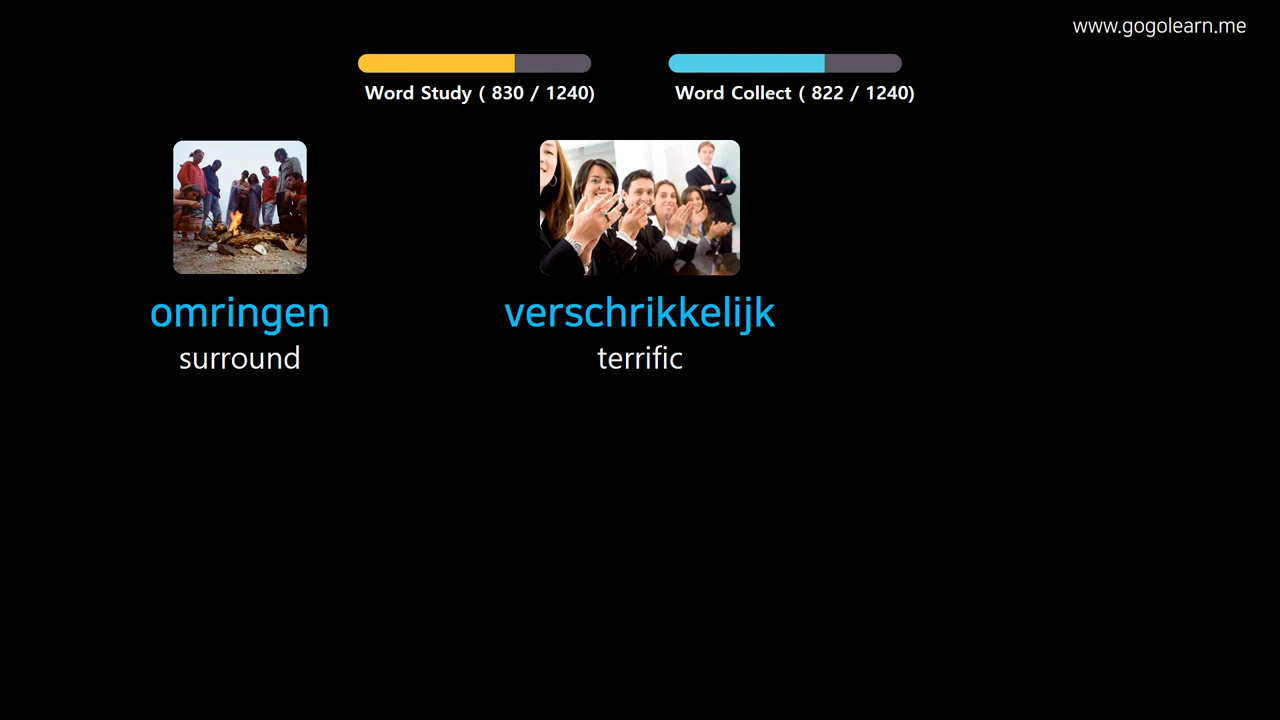 www.gogolearn.me
Word Study ( 830 / 1240)
Word Collect ( 822 / 1240)
omringen
surround
verschrikkelijk
terrific